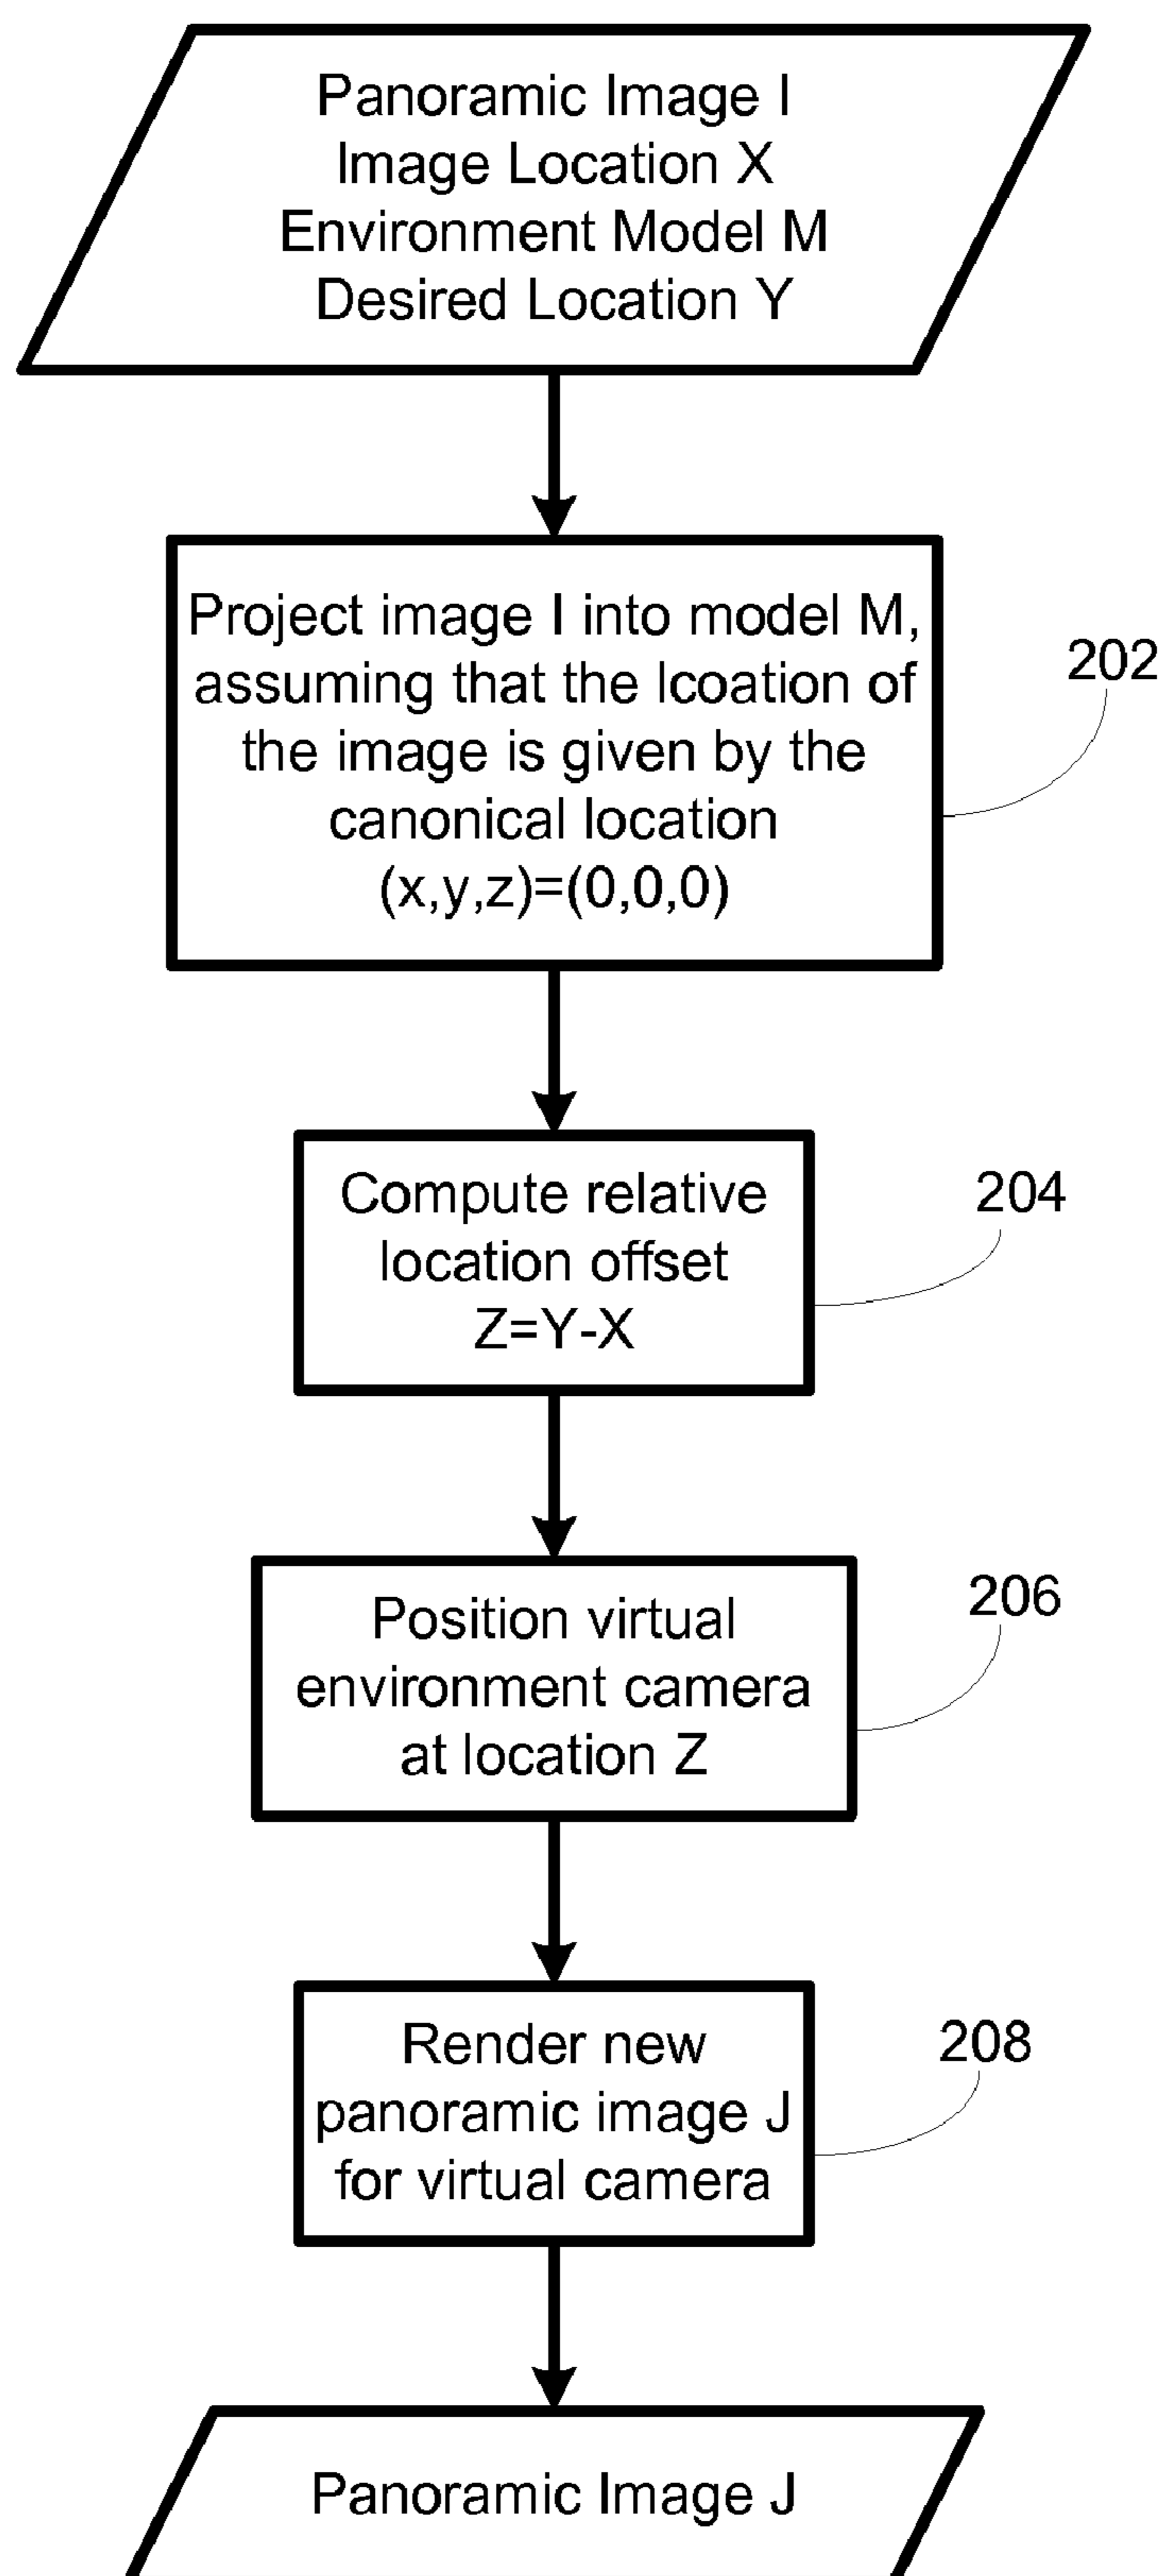 Panoramic Image I
Image Location X
Environment Model M
Desired Location Y
Project image I into model M,
assuming that the lcoation of
the image is given by the
canonical location
(x,y,z)=(0,0,0)
202
Compute relative
location offset
Z=Y-X
204
Position virtual
environment camera
at location Z
206
Render new
panoramic image J
for virtual camera
208
Panoramic Image J